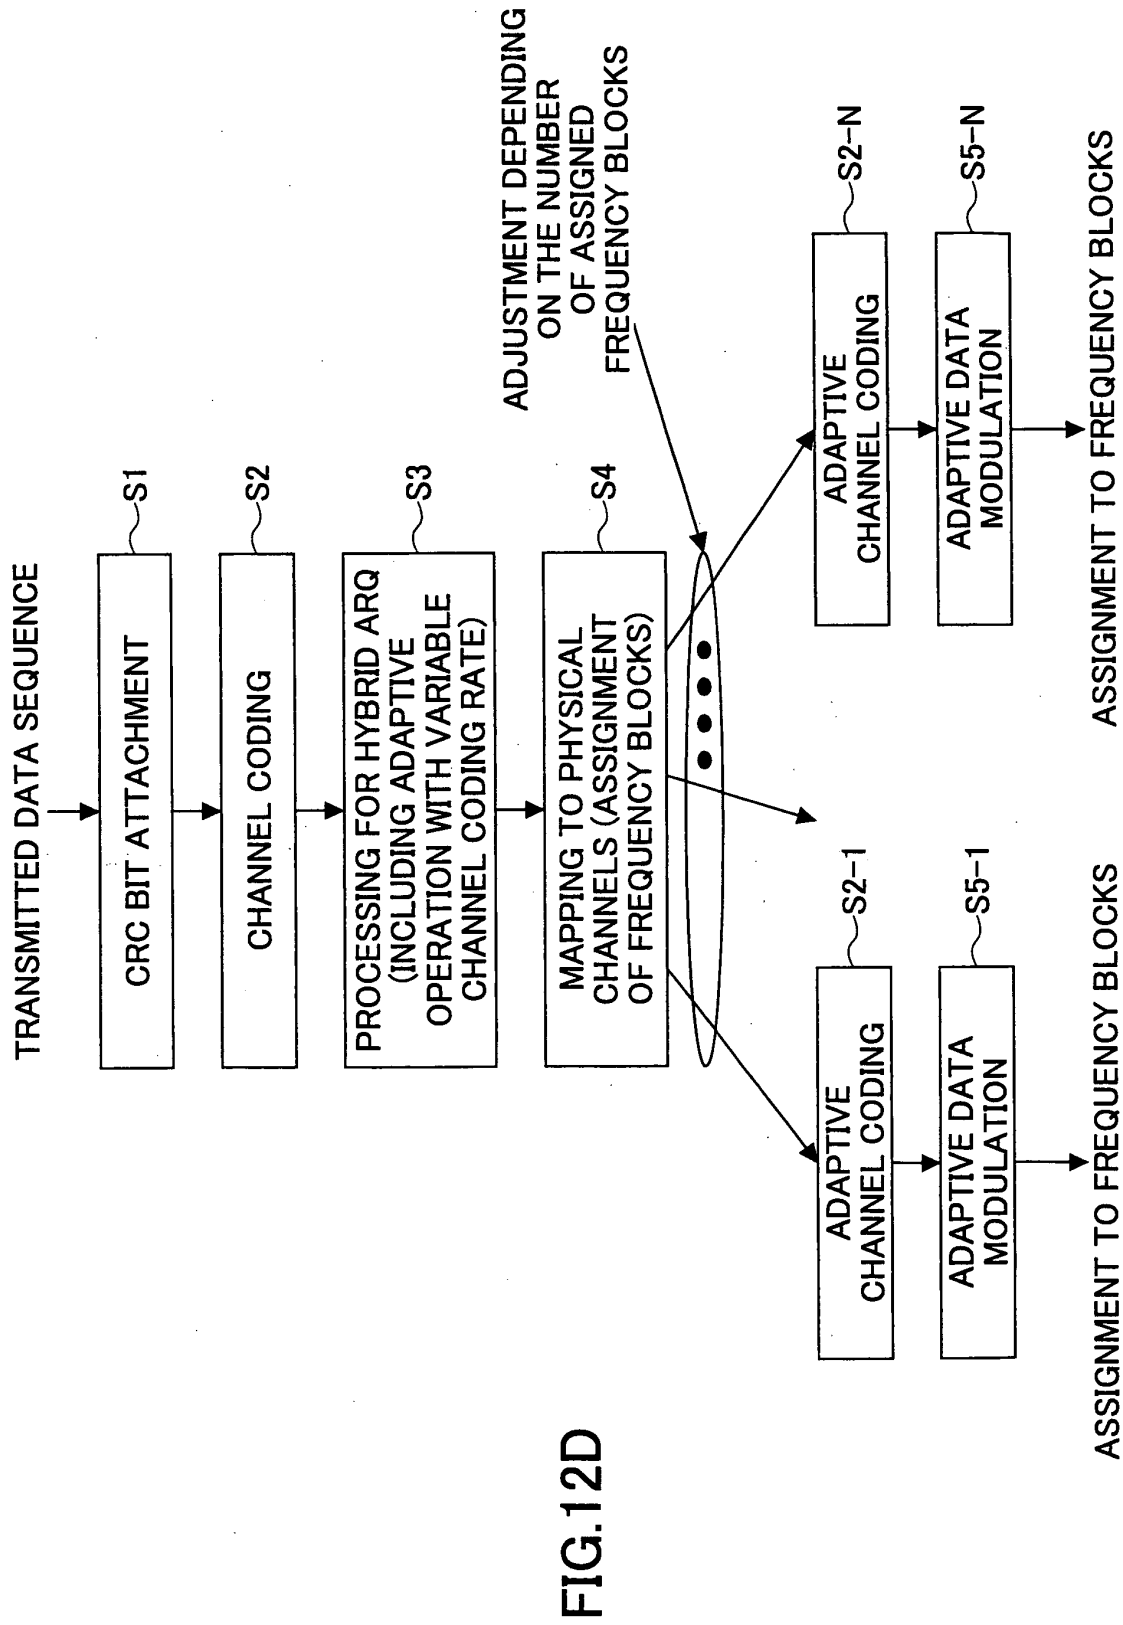 TRANSMITTED DATA SEQUENCE
CRC BIT ATTACHMENT
S1
CHANNEL CODING
S2
PROCESSING FOR HYBRID ARQ
(INCLUDING ADAPTIVE
OPERATION WITH VARIABLE
CHANNEL CODING RATE)
S3
MAPPING TO PHYSICAL
CHANNELS (ASSIGNMENT
OF FREQUENCY BLOCKS)
S4
ADJUSTMENT DEPENDING
ON THE NUMBER
OF ASSIGNED
FREQUENCY BLOCKS
ADAPTIVE
CHANNEL CODING
S2-1
ADAPTIVE DATA
MODULATION
S5-1
ASSIGNMENT TO FREQUENCY BLOCKS
ADAPTIVE
CHANNEL CODING
S2-N
ADAPTIVE DATA
MODULATION
S5-N
ASSIGNMENT TO FREQUENCY BLOCKS
FIG.12D